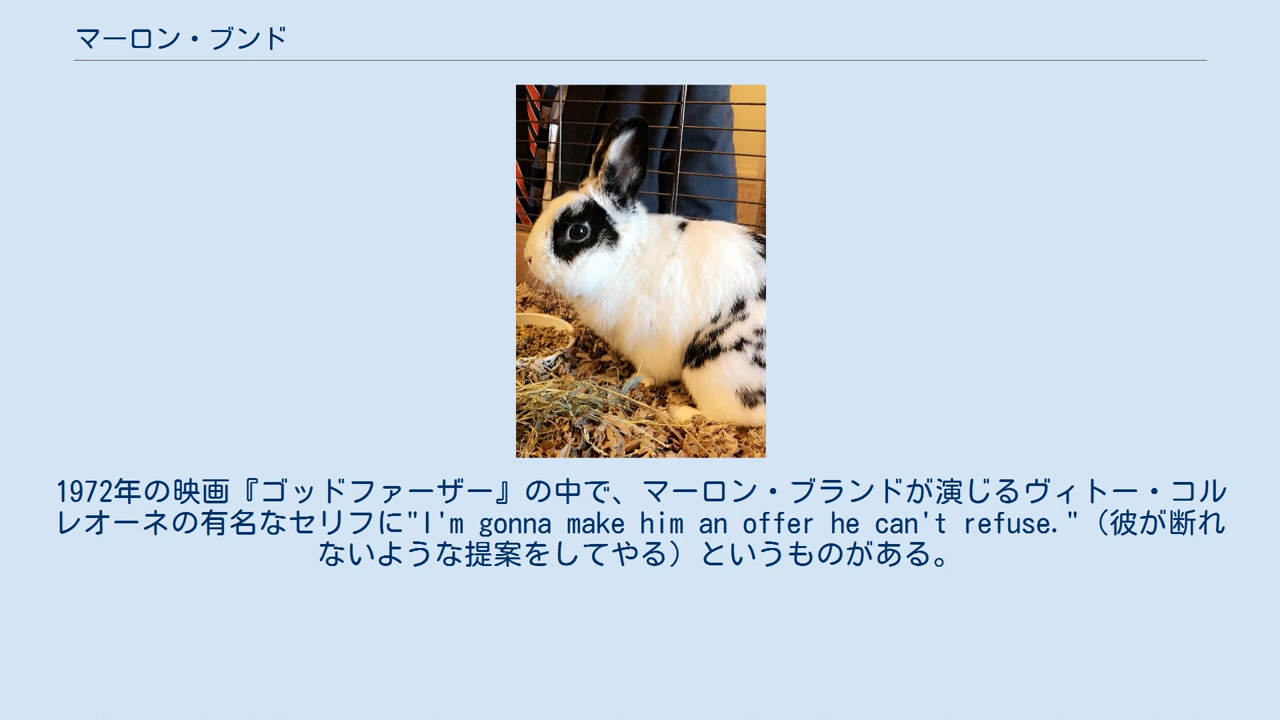 マーロン・ブンド
1972年の映画『ゴッドファーザー』の中で、マーロン・ブランドが演じるヴィトー・コル
レオーネの有名なセリフに"I'm gonna make him an offer he can't refuse."（彼が断れ
ないような提案をしてやる）というものがある。